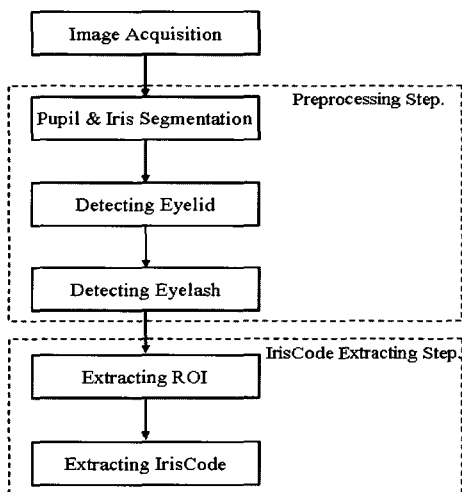 Image Acquisition
Preprocessing Step.
Pupil & Iris Segmentation
Detecting Eyelid
Detecting Eyelash
IrisCode Extracting Step.
Extracting ROI
Extracting IrisCode